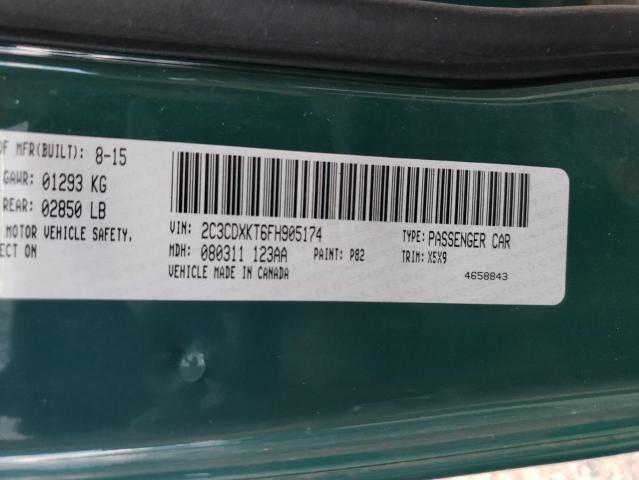 OF MFR(BUILT): 8-15
GAWR: 01293 KG
REAR: 02850 LB
MOTOR VEHICLE SAFETY,
ECT ON
VIN: 2C3CDXKT6FH905174
TYPE: PASSENGER CAR
MDH: 080311 123AA PAINT: P82
TRIM: X5X9
VEHICLE MADE IN CANADA
4658843